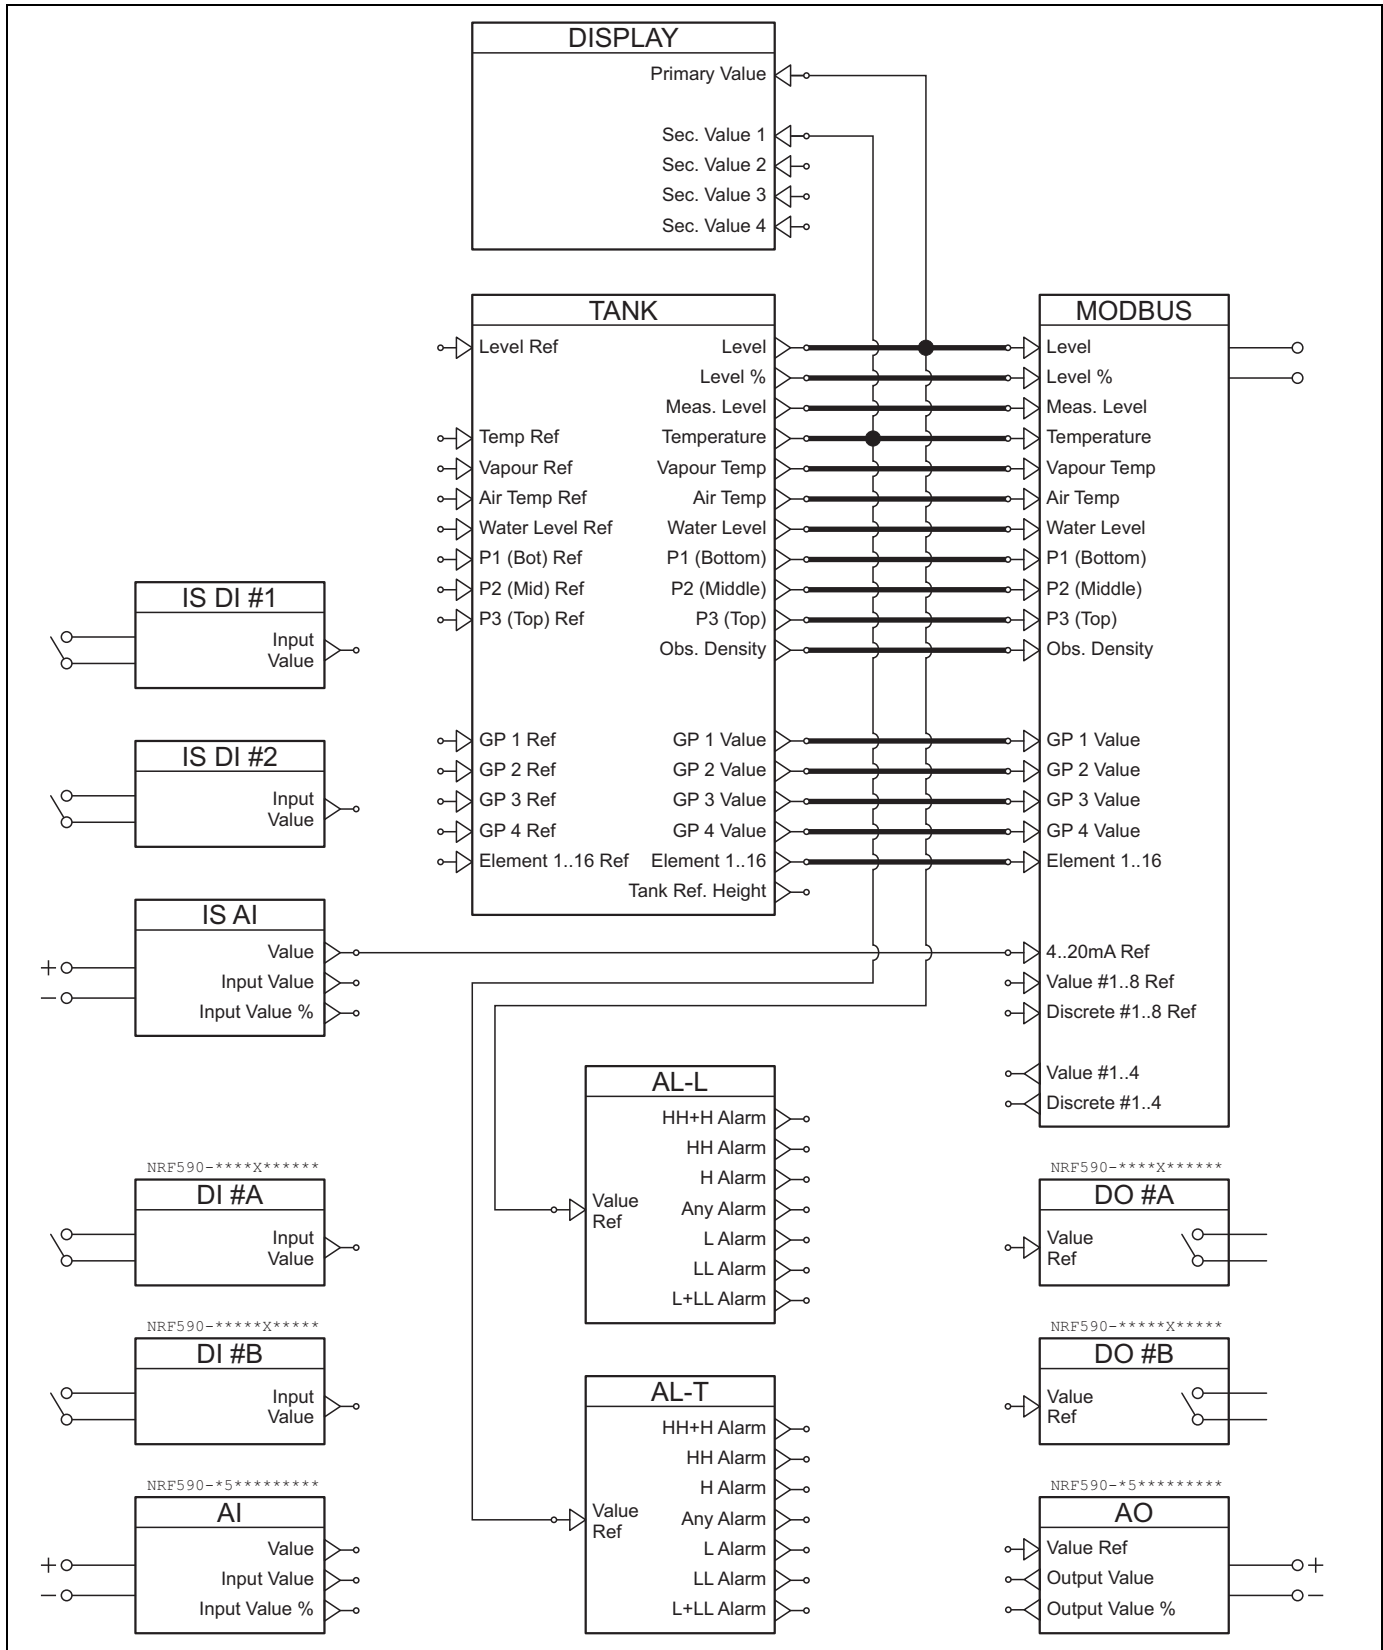 DISPLAY
Primary Value
Sec. Value 1
Sec. Value 2
Sec. Value 3
Sec. Value 4
TANK
Level Ref
Level
Level %
Meas. Level
Temp Ref
Temperature
Vapour Ref
Vapour Temp
Air Temp Ref
Air Temp
Water Level Ref
Water Level
P1 (Bot) Ref
P1 (Bottom)
P2 (Mid) Ref
P2 (Middle)
P3 (Top) Ref
P3 (Top)
Obs. Density
GP 1 Ref
GP 1 Value
GP 2 Ref
GP 2 Value
GP 3 Ref
GP 3 Value
GP 4 Ref
GP 4 Value
Element 1..16 Ref
Element 1..16
Tank Ref. Height
MODBUS
Level
Level %
Meas. Level
Temperature
Vapour Temp
Air Temp
Water Level
P1 (Bottom)
P2 (Middle)
P3 (Top)
Obs. Density
GP 1 Value
GP 2 Value
GP 3 Value
GP 4 Value
Element 1..16
4..20mA Ref
Value #1..8 Ref
Discrete #1..8 Ref
Value #1..4
Discrete #1..4
IS DI #1
Input
Value
IS DI #2
Input
Value
IS AI
Value
+
Input Value
−
Input Value %
NRF590-****X******
DI #A
Input
Value
NRF590-*****X*****
DI #B
Input
Value
NRF590-*5*********
AI
Value
+
Input Value
−
Input Value %
AL-L
HH+H Alarm
HH Alarm
H Alarm
Value
Ref
Any Alarm
L Alarm
LL Alarm
L+LL Alarm
AL-T
HH+H Alarm
HH Alarm
H Alarm
Value
Ref
Any Alarm
L Alarm
LL Alarm
L+LL Alarm
NRF590-****X******
DO #A
Value
Ref
NRF590-*****X*****
DO #B
Value
Ref
NRF590-*5*********
AO
Value Ref
+
Output Value
−
Output Value %